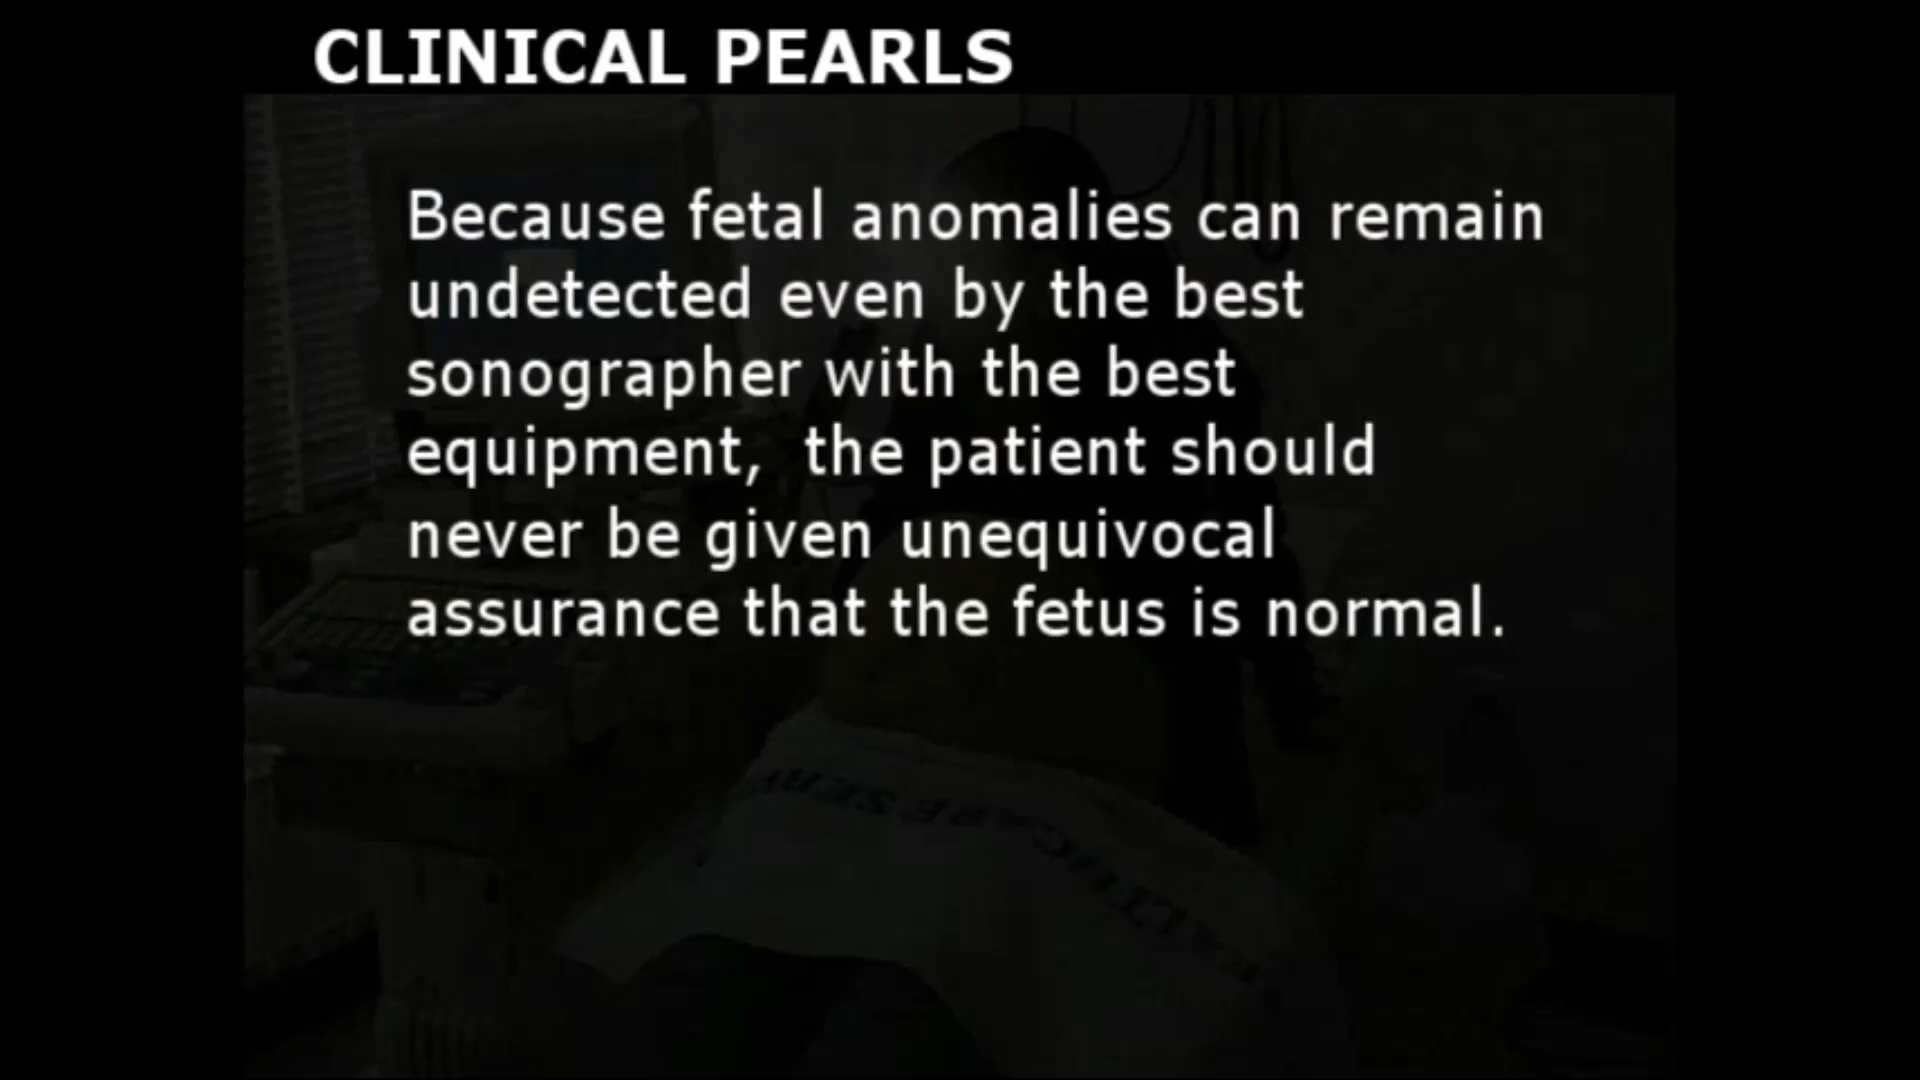 CLINICAL PEARLS
Because fetal anomalies can remain
undetected even by the best
sonographer with the best
equipment,  the patient should
never be given unequivocal
assurance that the fetus is normal.